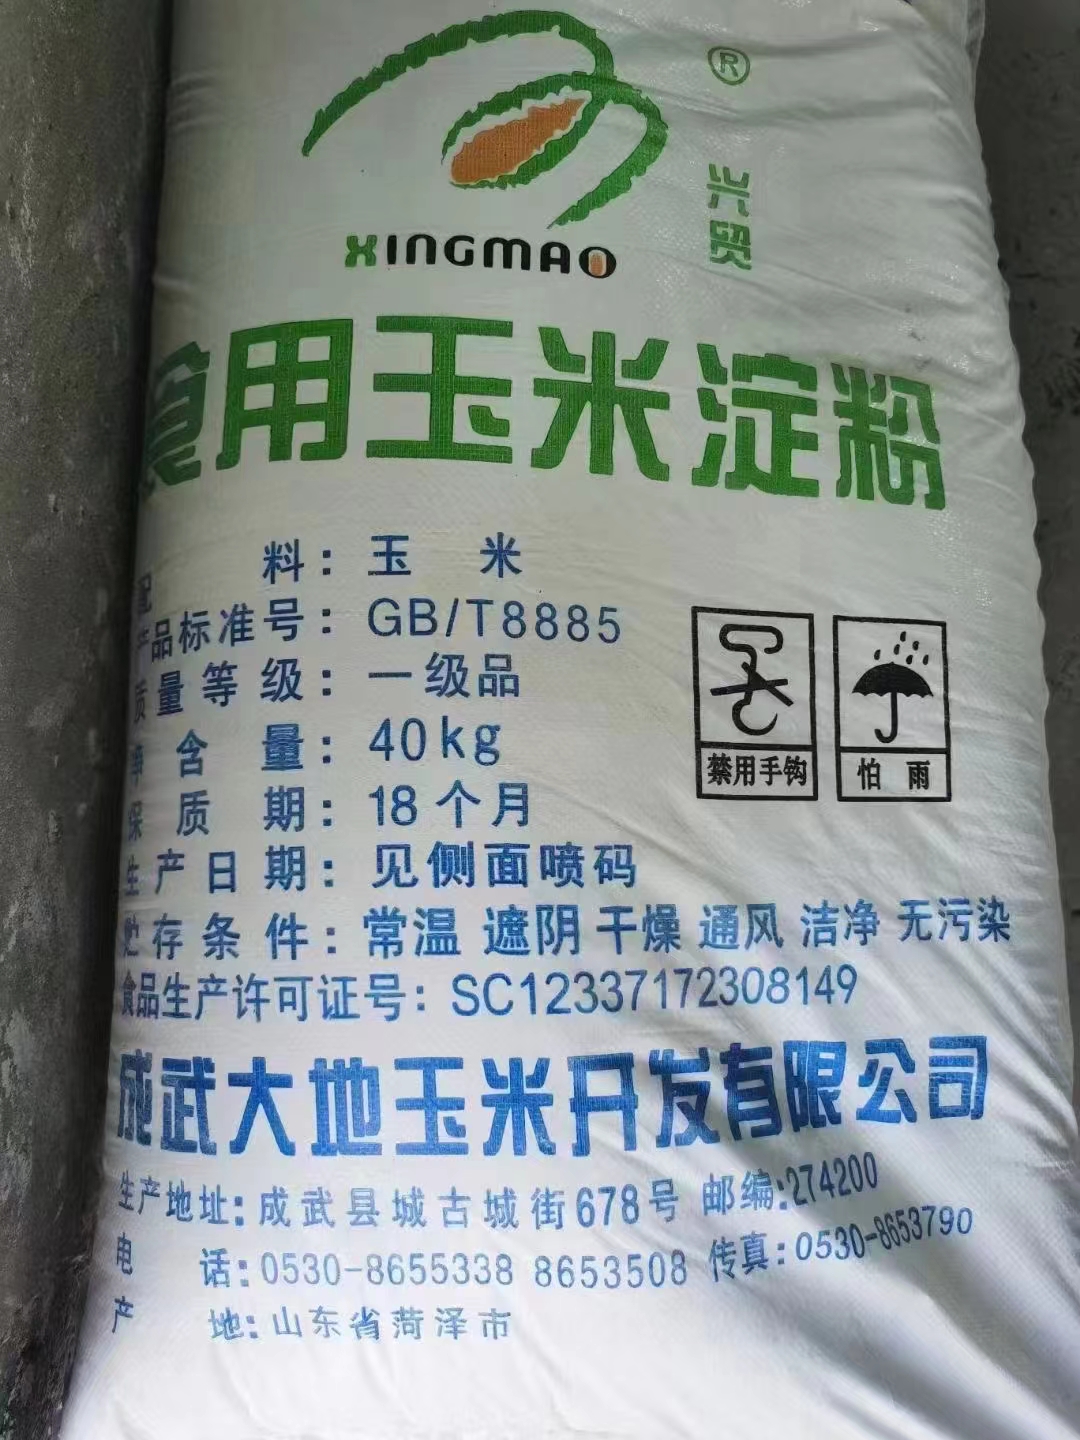 ®
兴贸
XINGMAO
食用玉米淀粉
配料：玉米
产品标准号：GB/T8885
质量等级：一级品
净含量：40kg
保质期：18个月
生产日期：见侧面喷码
贮存条件：常温 遮阴 干燥 通风 洁净 无污染
食品生产许可证号：SC12337172308149
禁用手钩
怕雨
成武大地玉米开发有限公司
生产地址：成武县城古城街678号 邮编：274200
电话：0530-8655338 8653508 传真：0530-8653790
产地：山东省菏泽市